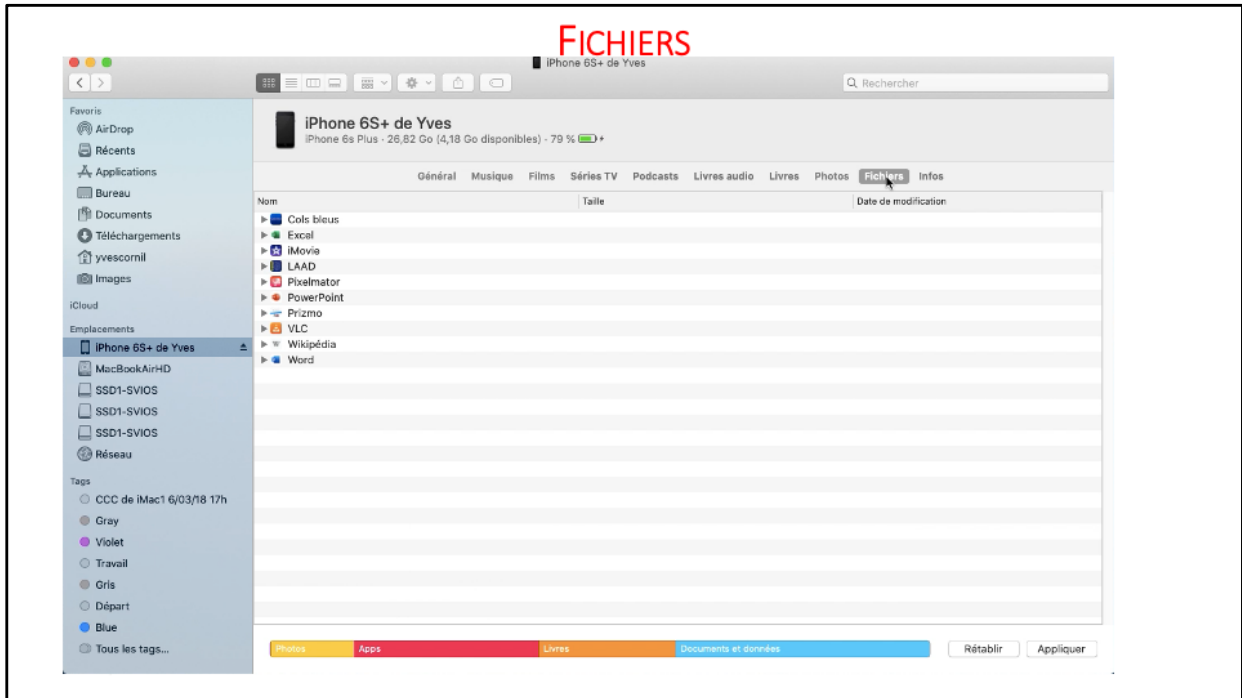 FICHIERS
iPhone 6S+ de Yves
Rechercher
Favoris
AirDrop
Récents
Applications
Bureau
Documents
Téléchargements
yvescornil
Images
iCloud
Emplacements
iPhone 6S+ de Yves
MacBookAirHD
SSD1-SVIOS
SSD1-SVIOS
SSD1-SVIOS
Réseau
Tags
CCC de iMac1 6/03/18 17h
Gray
Violet
Travail
Gris
Départ
Blue
Tous les tags...
iPhone 6S+ de Yves
iPhone 6s Plus · 26,82 Go (4,18 Go disponibles) · 79 %
Général Musique Films Séries TV Podcasts Livres audio Livres Photos Fichiers Infos
Nom Taille Date de modification
Cols bleus
Excel
iMovie
LAAD
Pixelmator
PowerPoint
Prizmo
VLC
Wikipédia
Word
Photos Apps Livres Documents et données Rétablir Appliquer